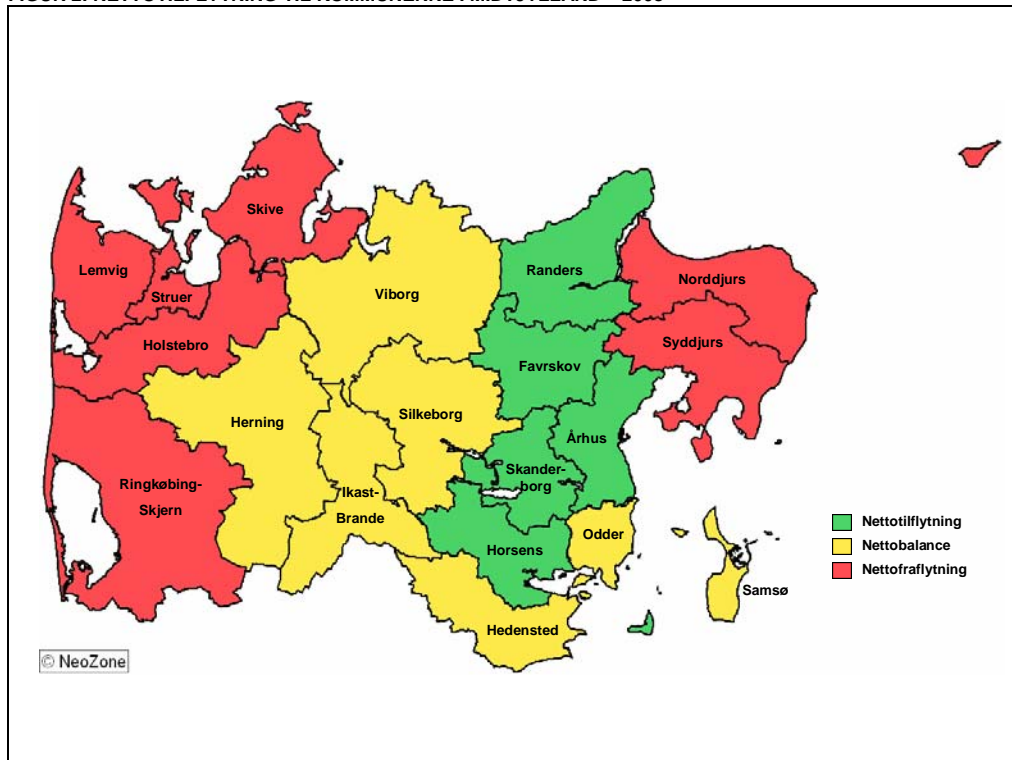 Skive
Lemvig
Struer
Holstebro
Viborg
Randers
Norddjurs
Syddjurs
Favrskov
Herning
Silkeborg
Århus
Skander-
borg
Ringkøbing-
Skjern
Ikast-
Brande
Horsens
Odder
Hedensted
Samsø
Nettotilflytning
Nettobalance
Nettofraflytning
© NeoZone